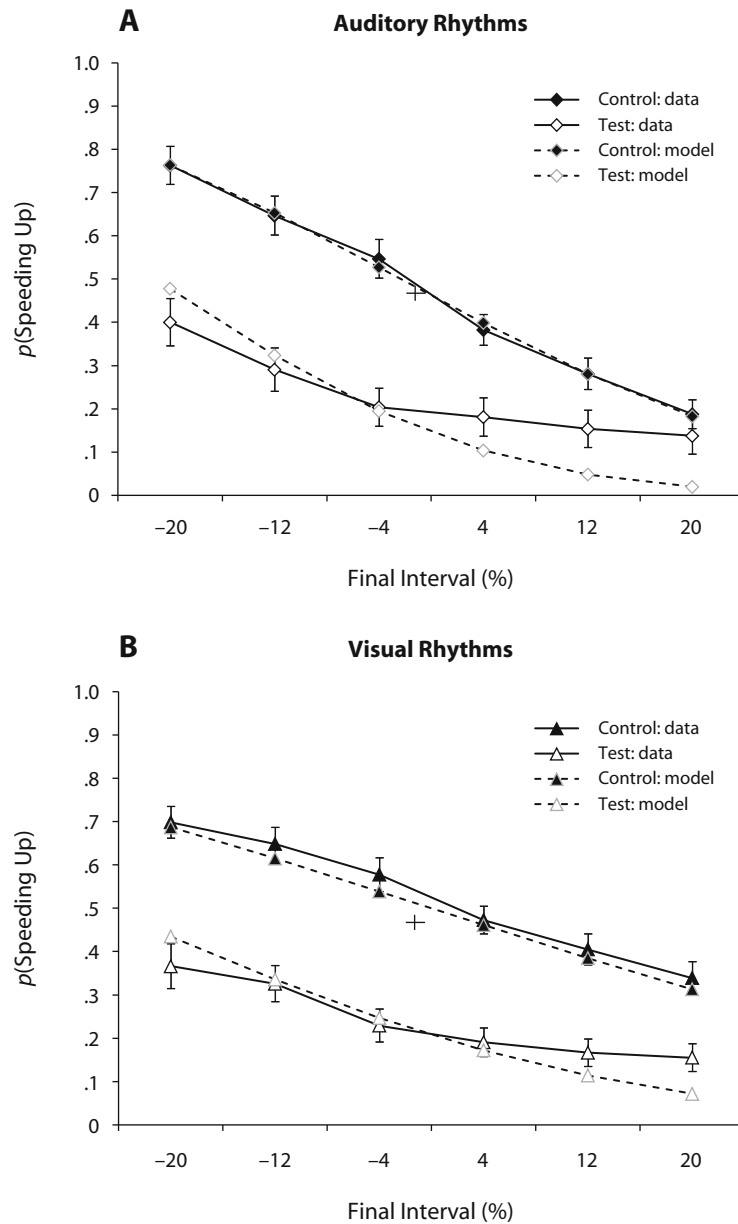 A Auditory Rhythms
1.0
.9
.8
.7
.6
.5
.4
.3
.2
.1
0
p(Speeding Up)
Control: data
Test: data
Control: model
Test: model
–20 –12 –4 4 12 20
Final Interval (%)
B Visual Rhythms
1.0
.9
.8
.7
.6
.5
.4
.3
.2
.1
0
p(Speeding Up)
Control: data
Test: data
Control: model
Test: model
–20 –12 –4 4 12 20
Final Interval (%)